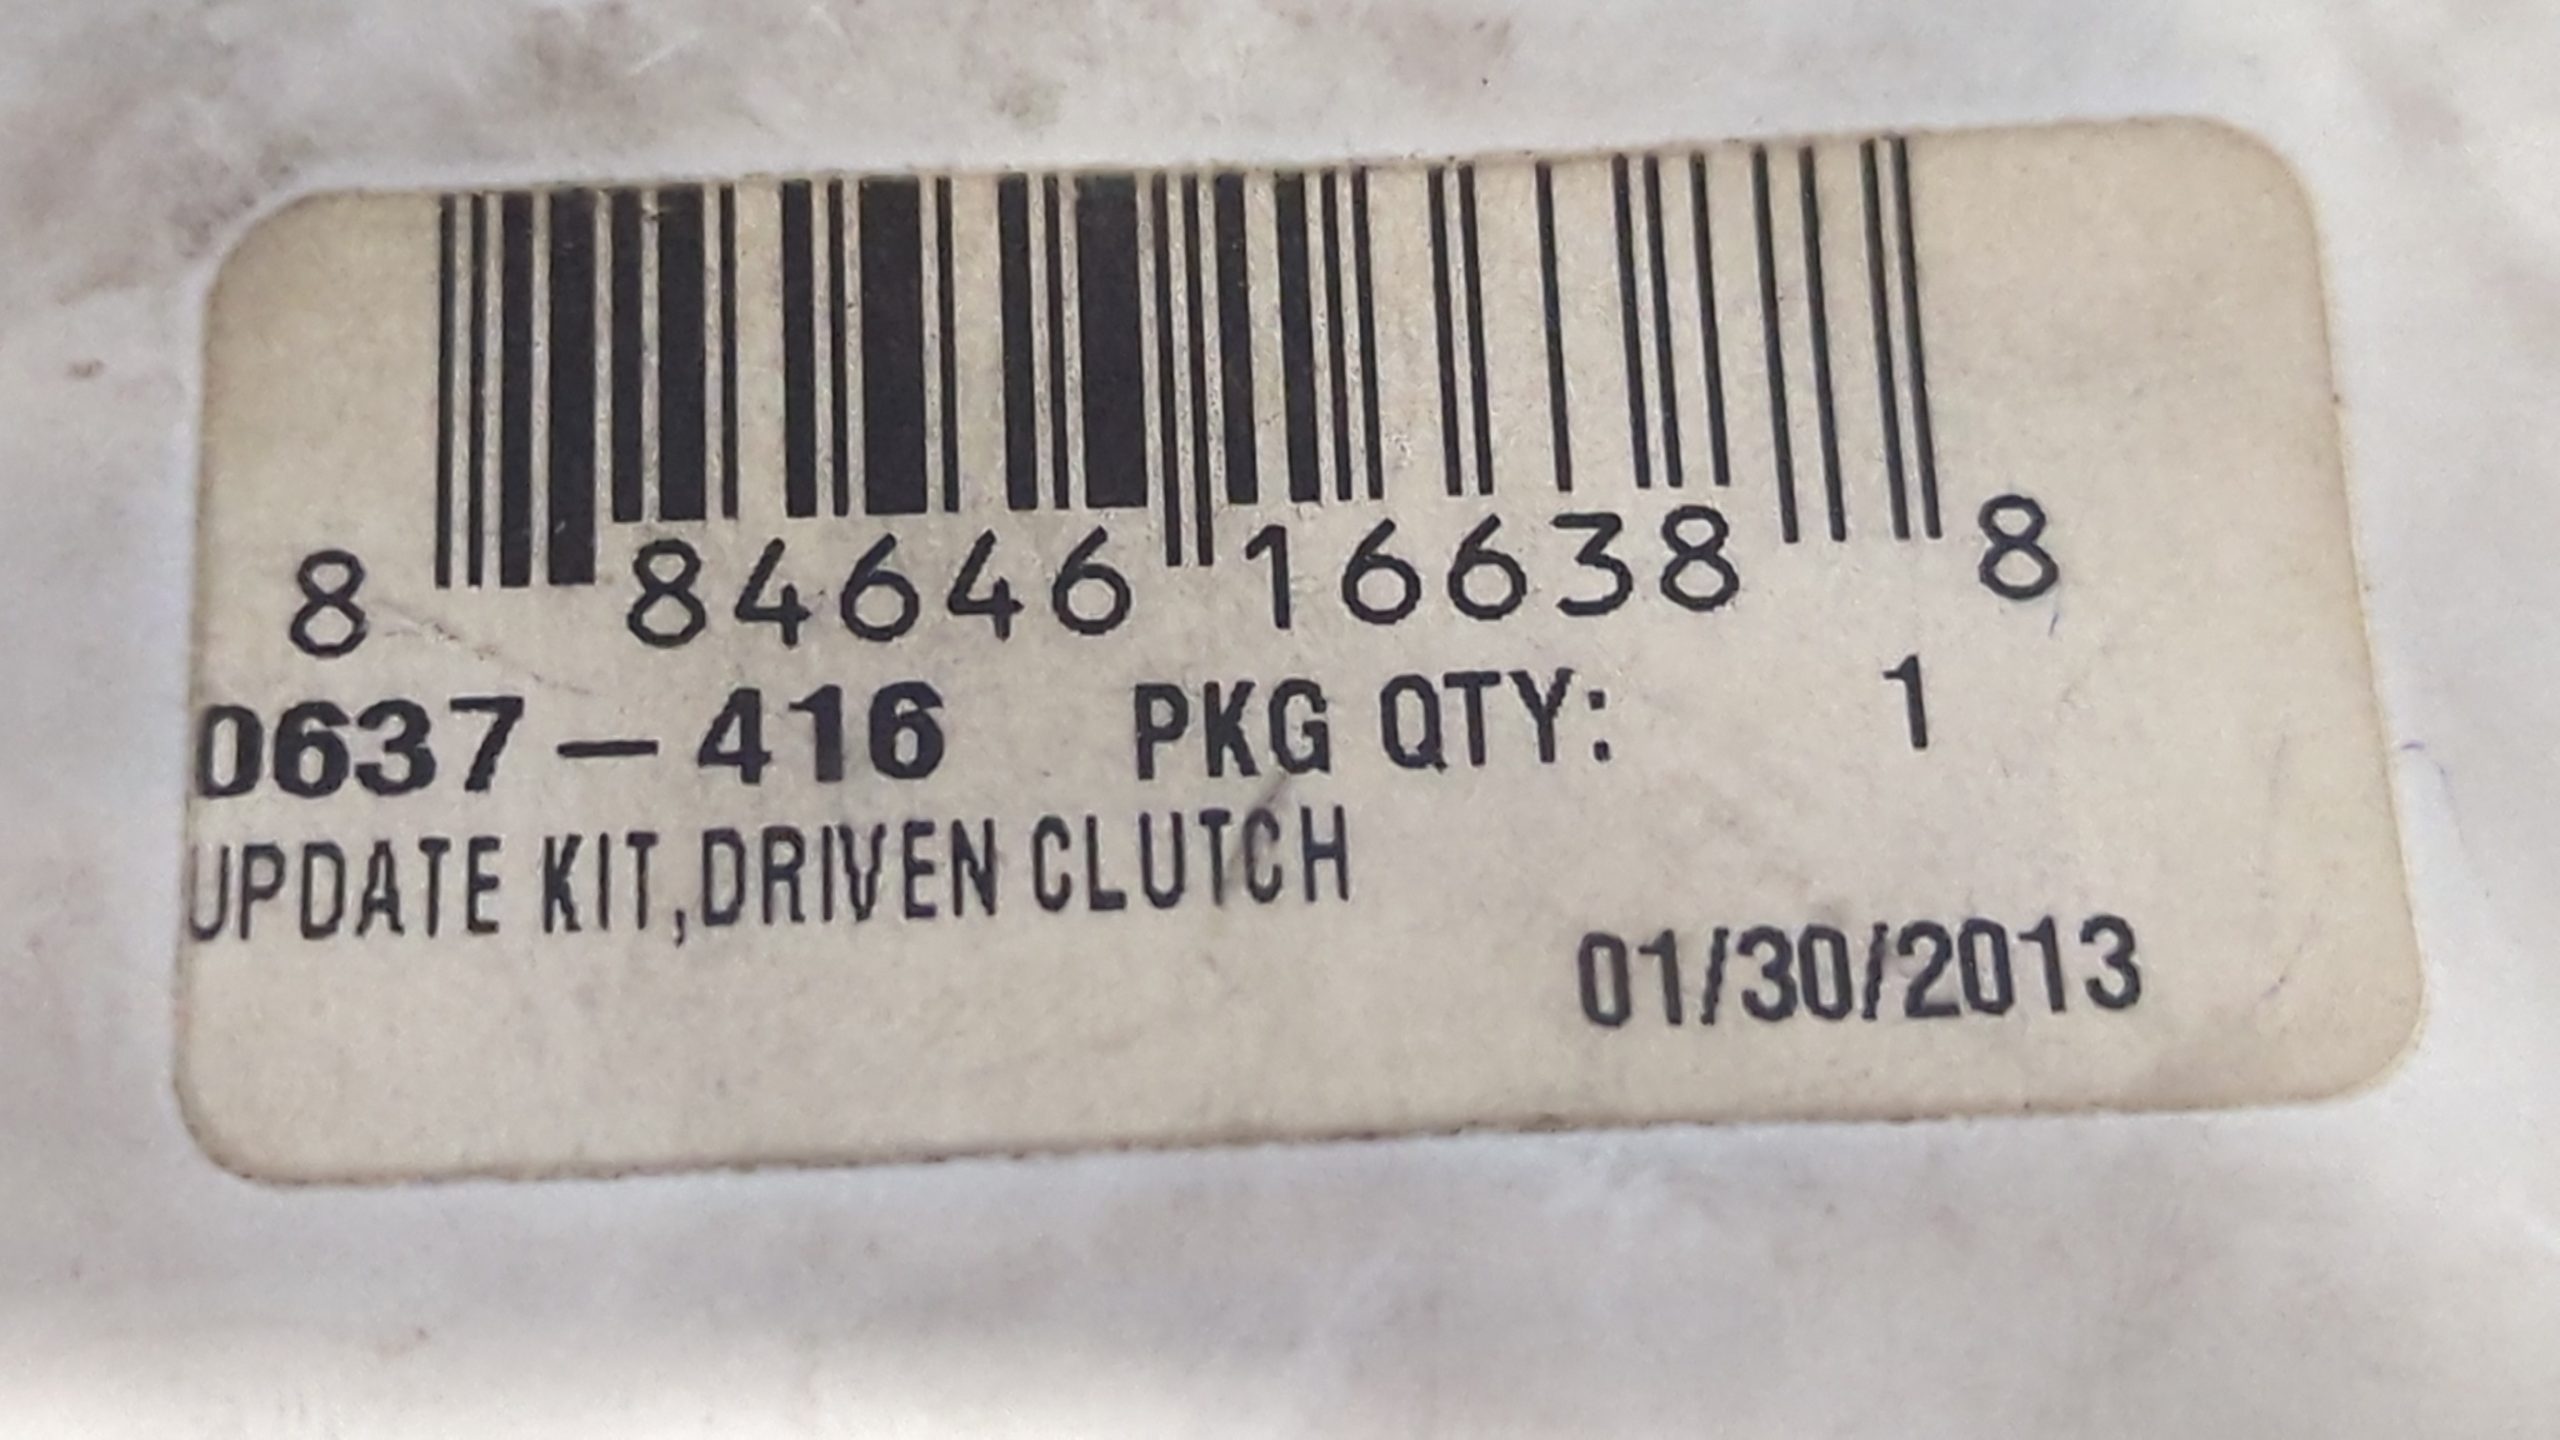 8 84646 16638 8
0637-416 PKG QTY: 1
UPDATE KIT,DRIVEN CLUTCH
01/30/2013